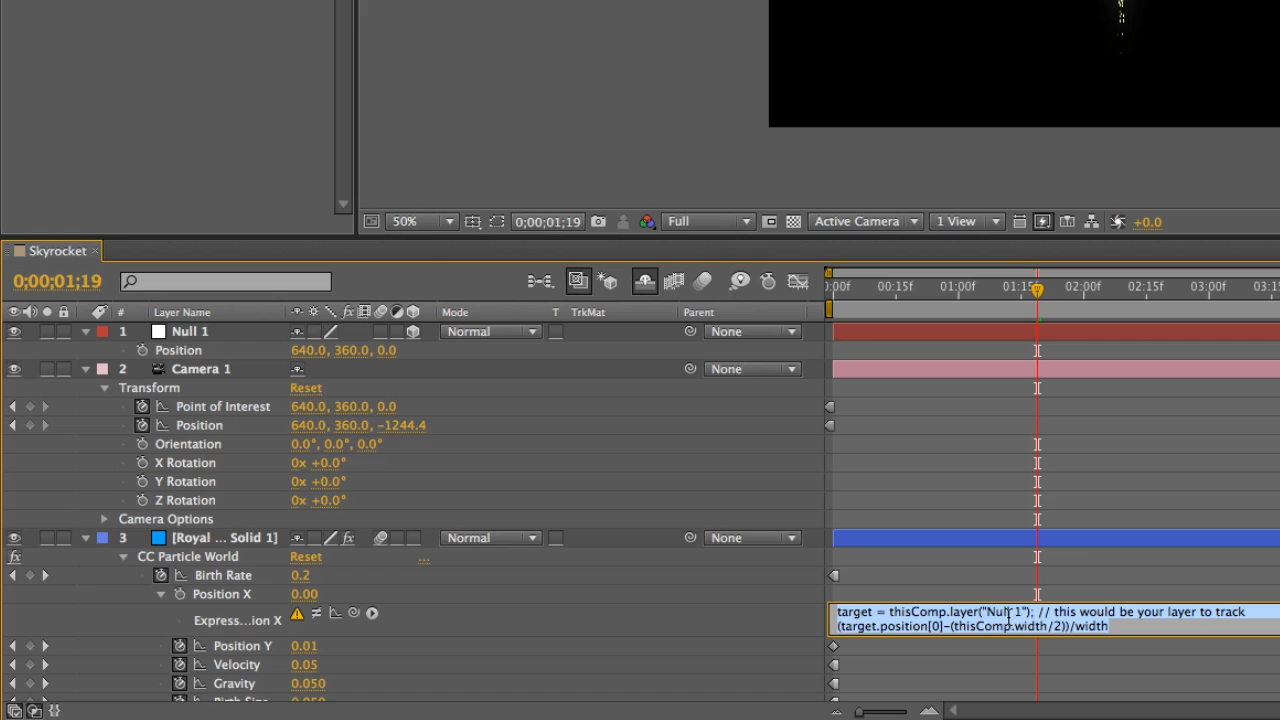 50%
0;00;01;19
Full
Active Camera
1 View
+0.0
Skyrocket
0;00;01;19
:00f 00:15f 01:00f 01:15f 02:00f 02:15f 03:00f 03:15
# Layer Name Mode T TrkMat Parent
1 Null 1 Normal None
Position 640.0, 360.0, 0.0
2 Camera 1 None
Transform Reset
Point of Interest 640.0, 360.0, 0.0
Position 640.0, 360.0, -1244.4
Orientation 0.0°, 0.0°, 0.0°
X Rotation 0x +0.0°
Y Rotation 0x +0.0°
Z Rotation 0x +0.0°
Camera Options
3 [Royal ... Solid 1] fx Normal None
fx CC Particle World Reset ...
Birth Rate 0.2
Position X 0.00
Express...ion X
target = thisComp.layer("Null 1"); // this would be your layer to track
(target.position[0]-(thisComp.width/2))/width
Position Y 0.01
Velocity 0.05
Gravity 0.050
Birth Size 0.050